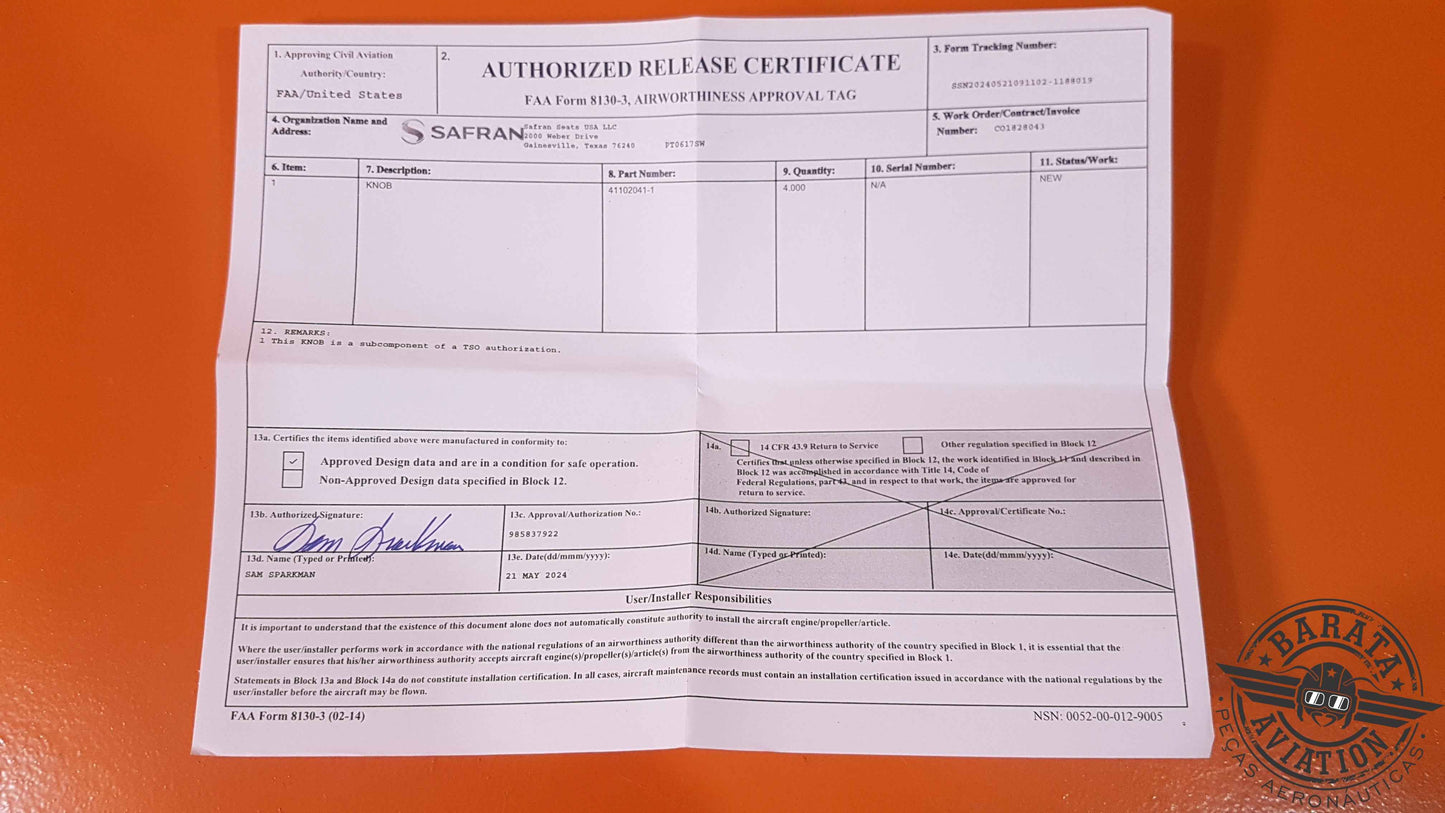 1. Approving Civil Aviation
Authority/Country:
FAA/United States
2.
AUTHORIZED RELEASE CERTIFICATE
FAA Form 8130-3, AIRWORTHINESS APPROVAL TAG
3. Form Tracking Number:
SSN20240521091102-1188019
4. Organization Name and
Address:
SAFRAN
Safran Seats USA LLC
2000 Weber Drive
Gainesville, Texas 76240 PT0617SW
5. Work Order/Contract/Invoice
Number: CO1828043
6. Item:
7. Description:
8. Part Number:
9. Quantity:
10. Serial Number:
11. Status/Work:
1
KNOB
41102041-1
4.000
N/A
NEW
12. REMARKS:
1 This KNOB is a subcomponent of a TSO authorization.
13a. Certifies the items identified above were manufactured in conformity to:
Approved Design data and are in a condition for safe operation.
Non-Approved Design data specified in Block 12.
14a.
14 CFR 43.9 Return to Service
Other regulation specified in Block 12
Certifies that unless otherwise specified in Block 12, the work identified in Block 11 and described in
Block 12 was accomplished in accordance with Title 14, Code of
Federal Regulations, part 43, and in respect to that work, the items are approved for
return to service.
13b. Authorized Signature:
Sam Sparkman
13c. Approval/Authorization No.:
985837922
14b. Authorized Signature:
14c. Approval/Certificate No.:
13d. Name (Typed or Printed):
SAM SPARKMAN
13e. Date(dd/mmm/yyyy):
21 MAY 2024
14d. Name (Typed or Printed):
14e. Date(dd/mmm/yyyy):
User/Installer Responsibilities
It is important to understand that the existence of this document alone does not automatically constitute authority to install the aircraft engine/propeller/article.
Where the user/installer performs work in accordance with the national regulations of an airworthiness authority different than the airworthiness authority of the country specified in Block 1, it is essential that the
user/installer ensures that his/her airworthiness authority accepts aircraft engine(s)/propeller(s)/article(s) from the airworthiness authority of the country specified in Block 1.
Statements in Block 13a and Block 14a do not constitute installation certification. In all cases, aircraft maintenance records must contain an installation certification issued in accordance with the national regulations by the
user/installer before the aircraft may be flown.
FAA Form 8130-3 (02-14)
NSN: 0052-00-012-9005
BARATA
AVIATION
PEÇAS AERONÁUTICAS